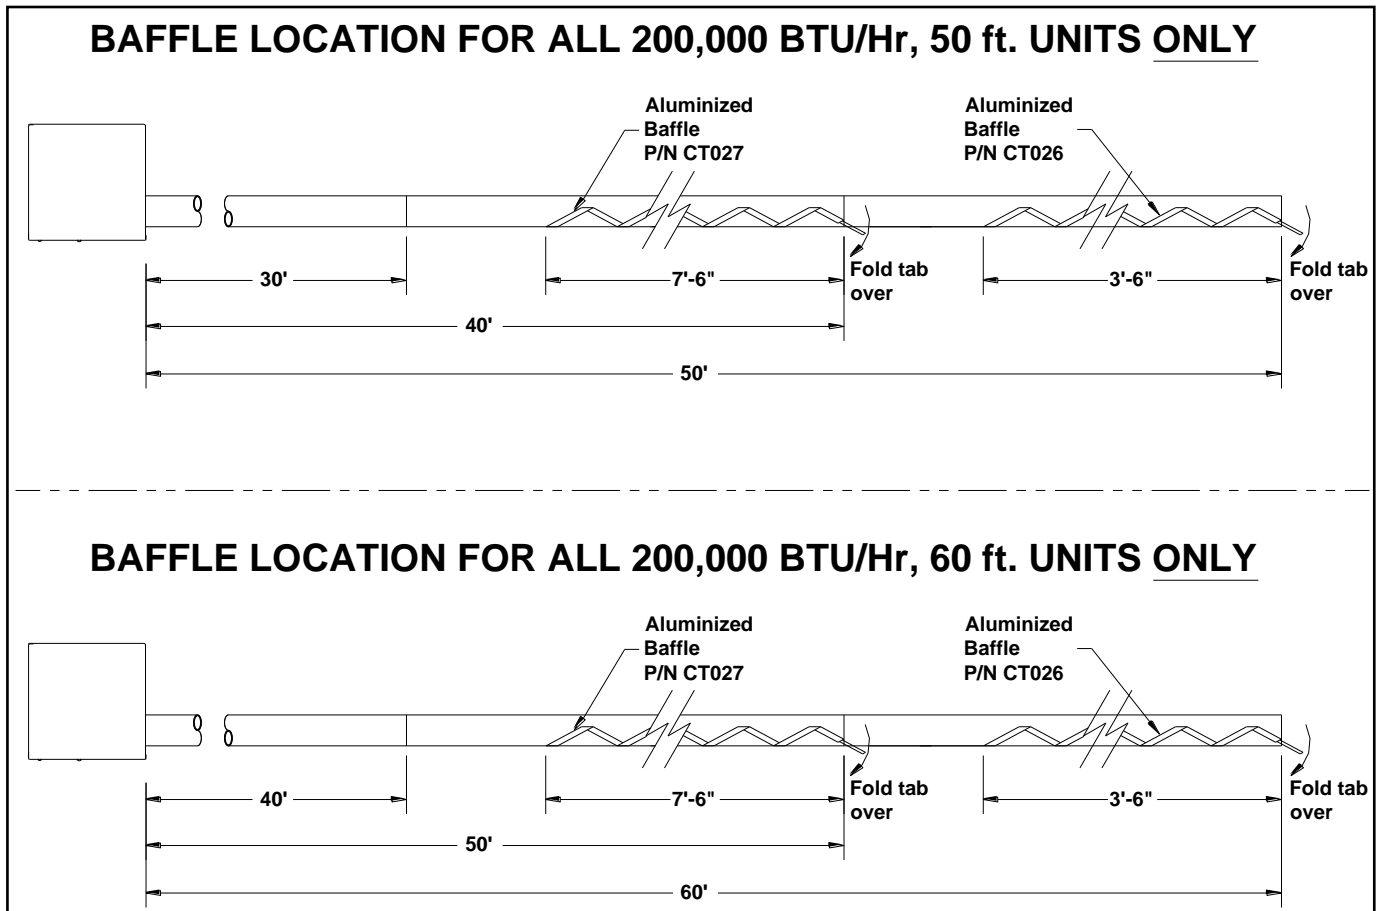 BAFFLE LOCATION FOR ALL 200,000 BTU/Hr, 50 ft. UNITS ONLY
Aluminized
Baffle
P/N CT027
Aluminized
Baffle
P/N CT026
Fold tab
over
Fold tab
over
30'
7'-6"
3'-6"
40'
50'
BAFFLE LOCATION FOR ALL 200,000 BTU/Hr, 60 ft. UNITS ONLY
Aluminized
Baffle
P/N CT027
Aluminized
Baffle
P/N CT026
Fold tab
over
Fold tab
over
40'
7'-6"
3'-6"
50'
60'